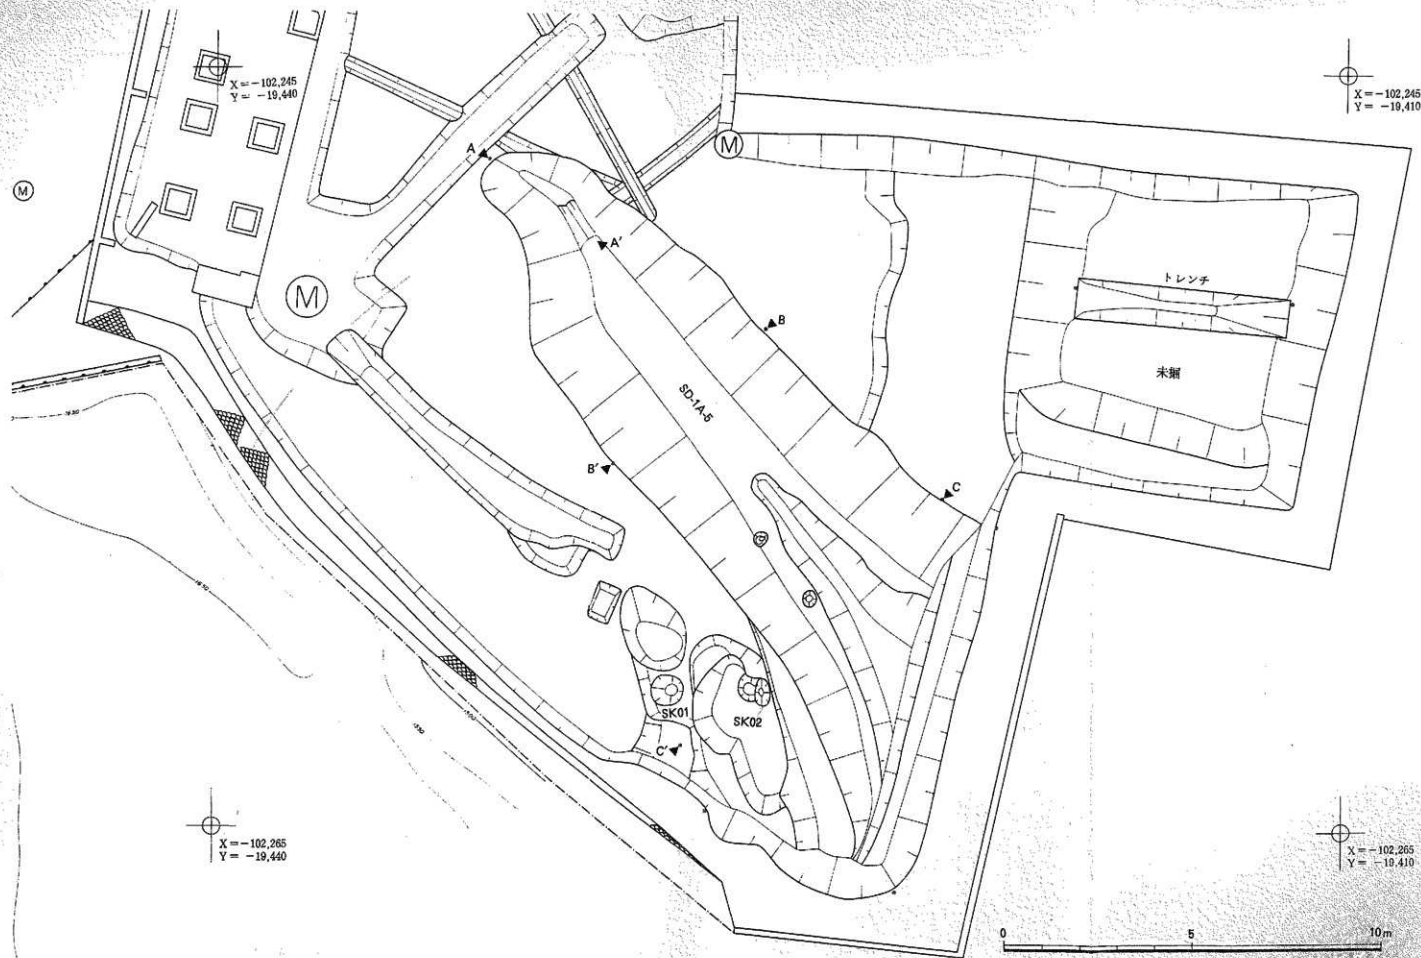 X=-102,245
Y= -19,440
X=-102,245
Y= -19,410
M
M
M
A
A'
B
トレンチ
未掘
SD-1A-5
B'
C
SK01
SK02
C'
X=-102,265
Y= -19,440
X=-102,265
Y= -19,410
0 5 10m